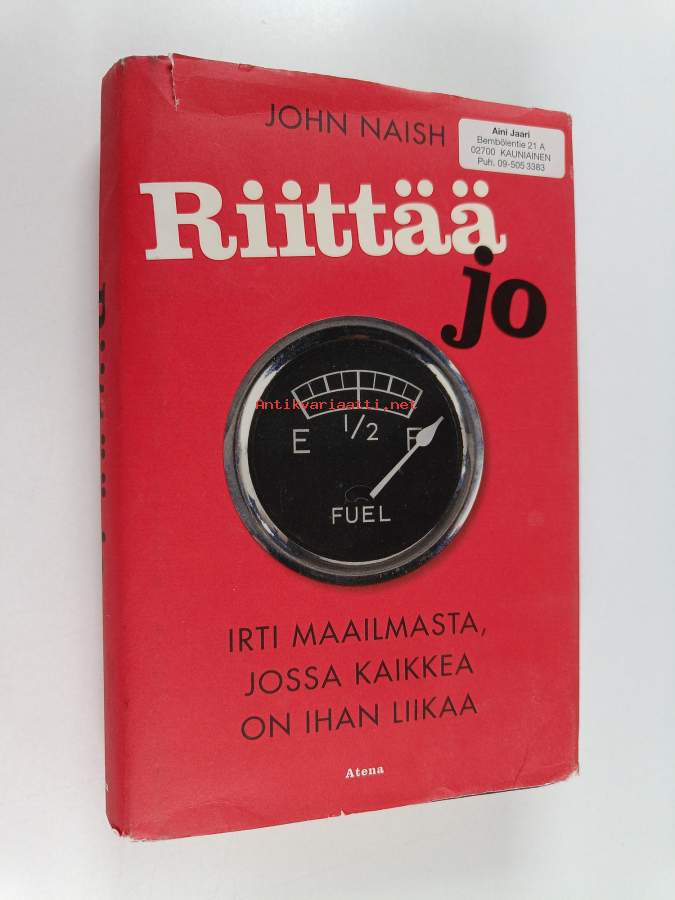 JOHN NAISH
Aini Jaari
Bembölentie 21 A
02700 KAUNIAINEN
Puh. 09-505 3383
Riittää
jo
Antikvariaatti.net
E 1/2 F
FUEL
IRTI MAAILMASTA,
JOSSA KAIKKEA
ON IHAN LIIKAA
Atena